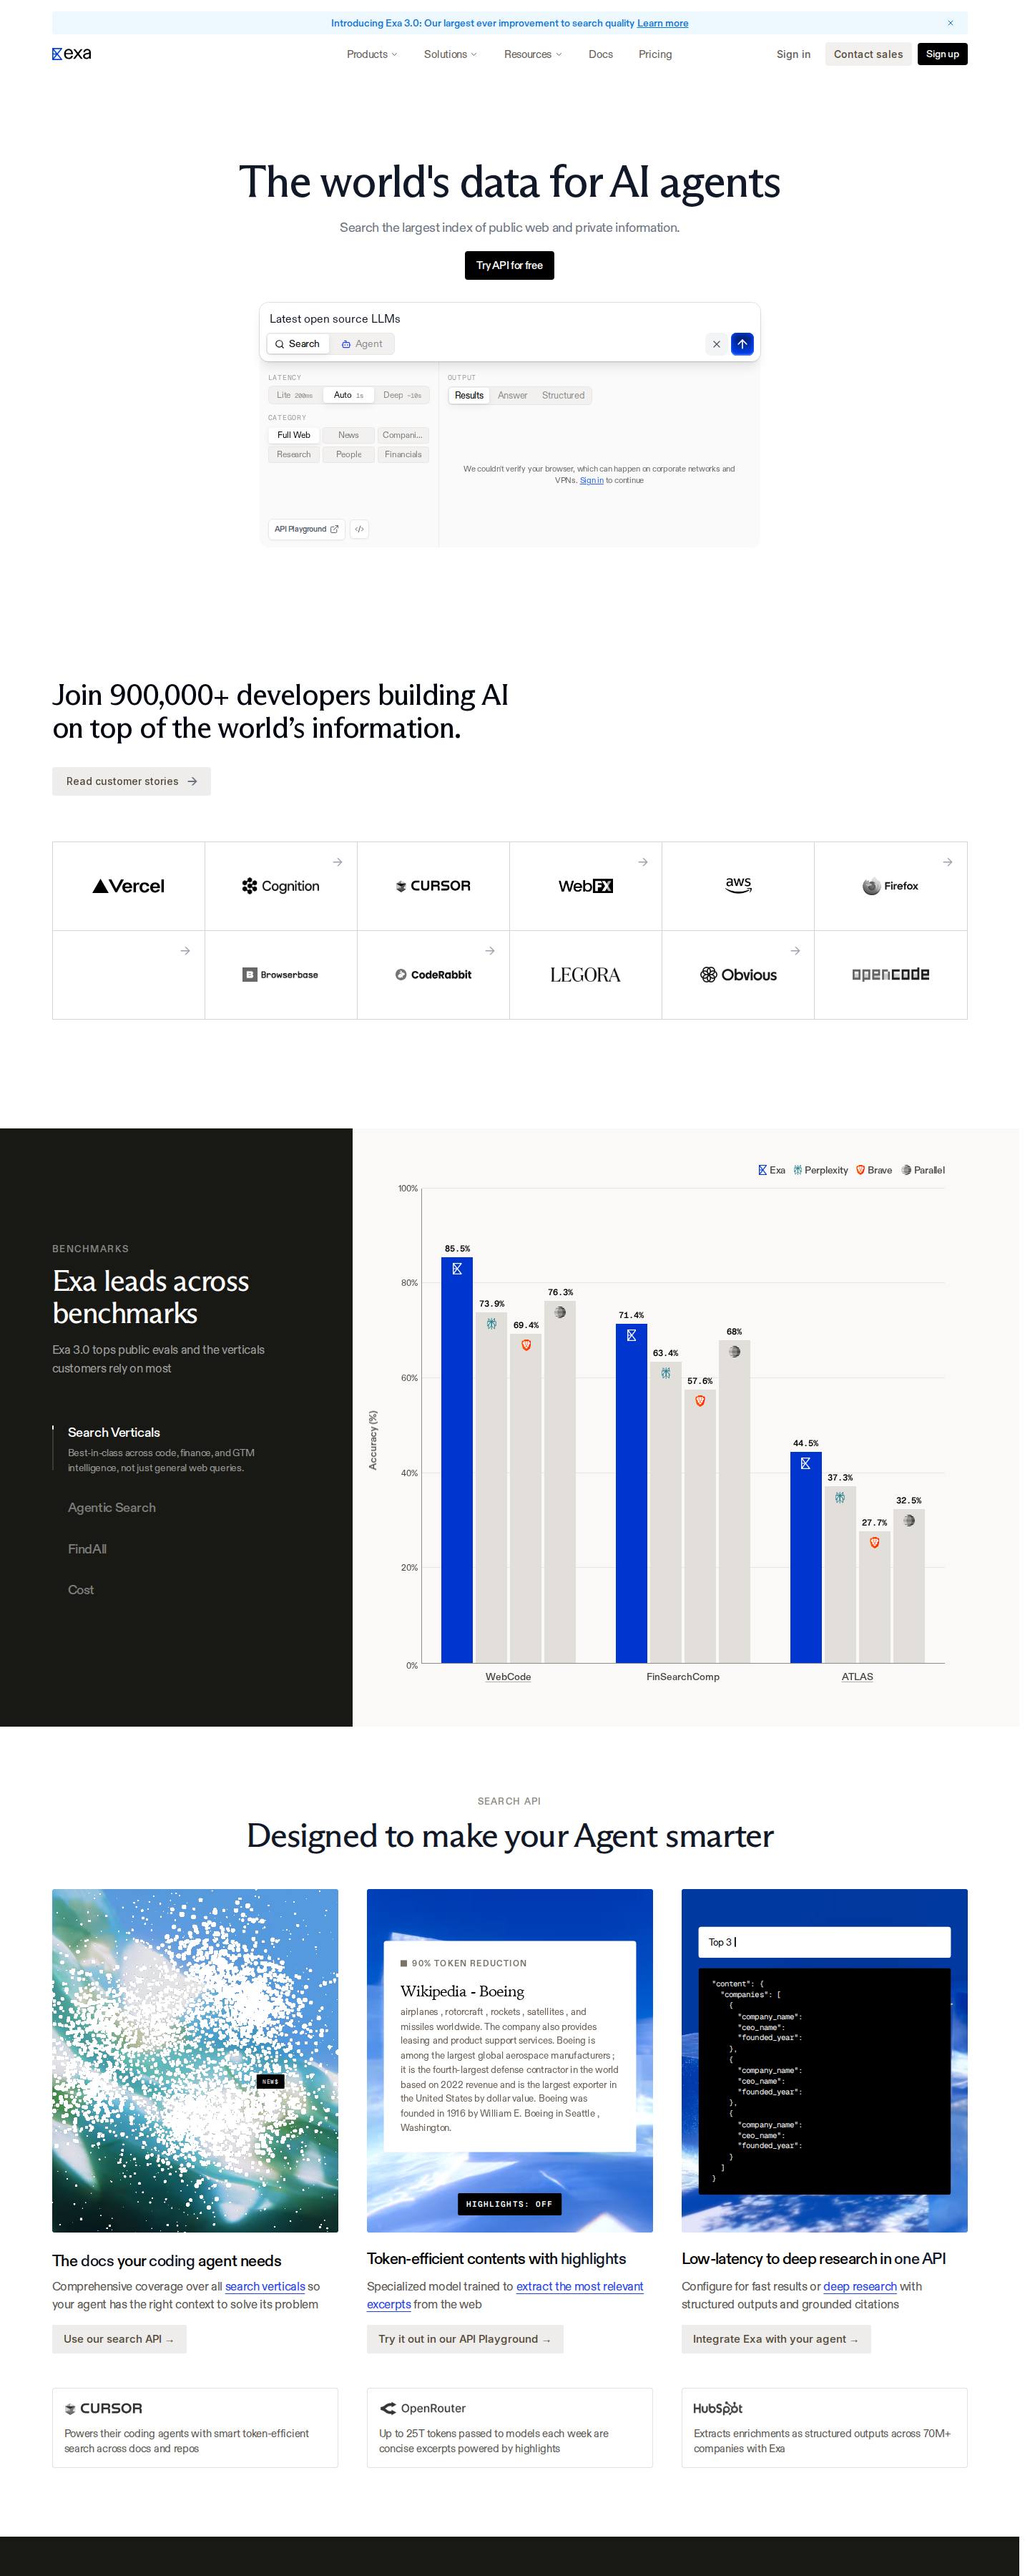 Introducing Exa 3.0: Our largest ever improvement to search quality Learn more
exa
Products
Solutions
Resources
Docs
Pricing
Sign in
Contact sales
Sign up
The world's data for AI agents
Search the largest index of public web and private information.
Try API for free
Latest open source LLMs
Search
Agent
LATENCY
Lite 200ms
Auto 1s
Deep ~10s
CATEGORY
Full Web
News
Compani...
Research
People
Financials
API Playground
</>
OUTPUT
Results
Answer
Structured
We couldn't verify your browser, which can happen on corporate networks and
VPNs. Sign in to continue
Join 900,000+ developers building AI
on top of the world’s information.
Read customer stories →
Vercel
Cognition
CURSOR
WebFX
aws
Firefox
Browserbase
CodeRabbit
LEGORA
Obvious
opencode
BENCHMARKS
Exa leads across
benchmarks
Exa 3.0 tops public evals and the verticals
customers rely on most
Search Verticals
Best-in-class across code, finance, and GTM
intelligence, not just general web queries.
Agentic Search
FindAll
Cost
Exa
Perplexity
Brave
Parallel
Accuracy (%)
100%
80%
60%
40%
20%
0%
85.5%
73.9%
69.4%
76.3%
71.4%
63.4%
57.6%
68%
44.5%
37.3%
27.7%
32.5%
WebCode
FinSearchComp
ATLAS
SEARCH API
Designed to make your Agent smarter
NEWS
The docs your coding agent needs
Comprehensive coverage over all search verticals so
your agent has the right context to solve its problem
Use our search API →
90% TOKEN REDUCTION
Wikipedia - Boeing
airplanes , rotorcraft , rockets , satellites , and
missiles worldwide. The company also provides
leasing and product support services. Boeing is
among the largest global aerospace manufacturers ;
it is the fourth-largest defense contractor in the world
based on 2022 revenue and is the largest exporter in
the United States by dollar value. Boeing was
founded in 1916 by William E. Boeing in Seattle ,
Washington.
HIGHLIGHTS: OFF
Token-efficient contents with highlights
Specialized model trained to extract the most relevant
excerpts from the web
Try it out in our API Playground →
Top 3
"content": {
"companies": [
{
"company_name":
"ceo_name":
"founded_year":
},
{
"company_name":
"ceo_name":
"founded_year":
},
{
"company_name":
"ceo_name":
"founded_year":
}
]
}
Low-latency to deep research in one API
Configure for fast results or deep research with
structured outputs and grounded citations
Integrate Exa with your agent →
CURSOR
Powers their coding agents with smart token-efficient
search across docs and repos
OpenRouter
Up to 25T tokens passed to models each week are
concise excerpts powered by highlights
HubSpot
Extracts enrichments as structured outputs across 70M+
companies with Exa